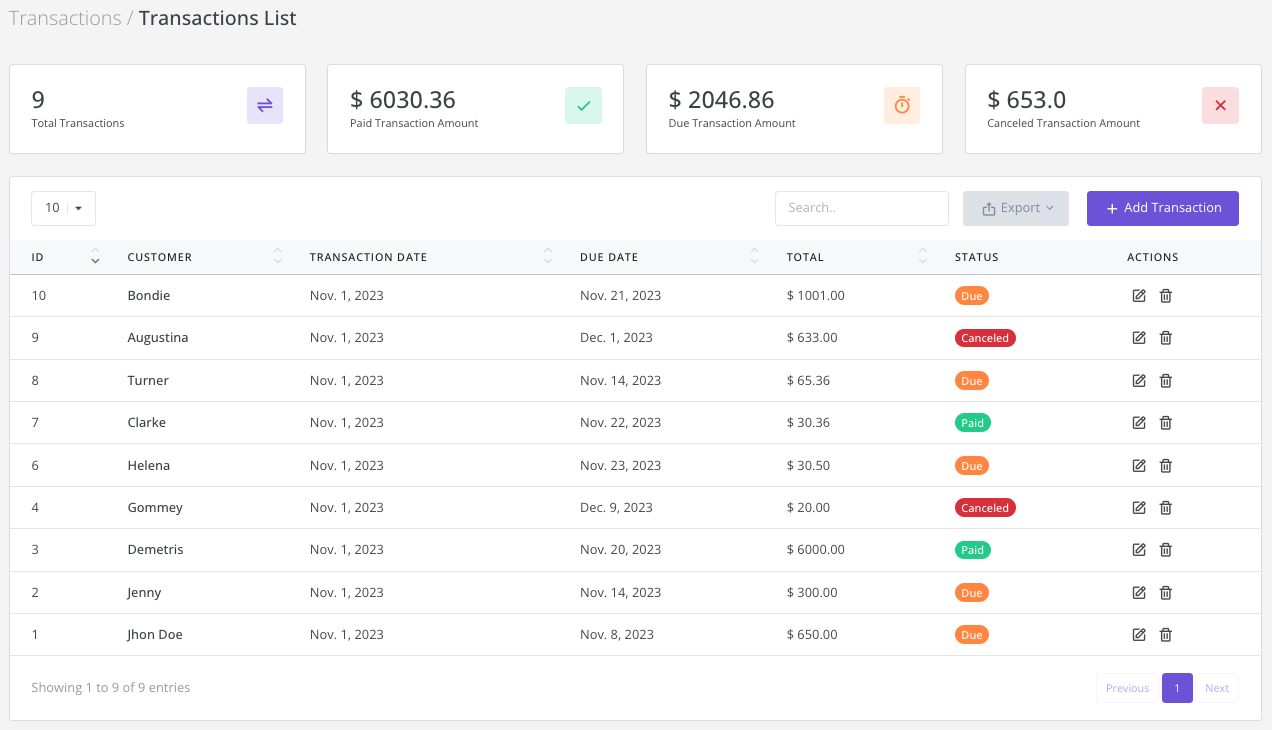 Transactions / Transactions List
9
Total Transactions
$ 6030.36
Paid Transaction Amount
$ 2046.86
Due Transaction Amount
$ 653.0
Canceled Transaction Amount
10 Search.. Export + Add Transaction
ID CUSTOMER TRANSACTION DATE DUE DATE TOTAL STATUS ACTIONS
10 Bondie Nov. 1, 2023 Nov. 21, 2023 $ 1001.00 Due
9 Augustina Nov. 1, 2023 Dec. 1, 2023 $ 633.00 Canceled
8 Turner Nov. 1, 2023 Nov. 14, 2023 $ 65.36 Due
7 Clarke Nov. 1, 2023 Nov. 22, 2023 $ 30.36 Paid
6 Helena Nov. 1, 2023 Nov. 23, 2023 $ 30.50 Due
4 Gommey Nov. 1, 2023 Dec. 9, 2023 $ 20.00 Canceled
3 Demetris Nov. 1, 2023 Nov. 20, 2023 $ 6000.00 Paid
2 Jenny Nov. 1, 2023 Nov. 14, 2023 $ 300.00 Due
1 Jhon Doe Nov. 1, 2023 Nov. 8, 2023 $ 650.00 Due
Showing 1 to 9 of 9 entries Previous 1 Next